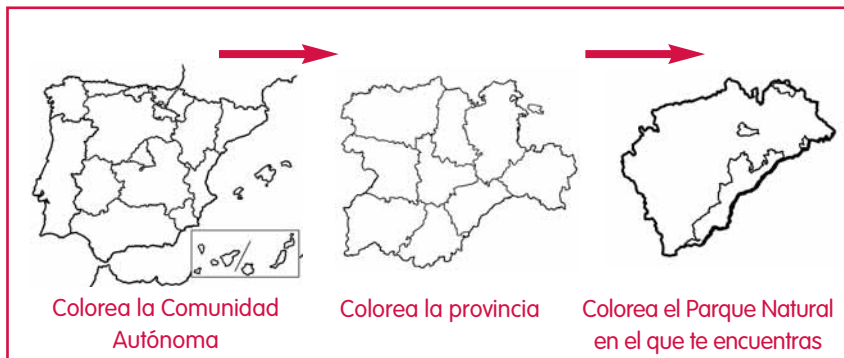 Colorea la Comunidad
Autónoma
Colorea la provincia
Colorea el Parque Natural
en el que te encuentras